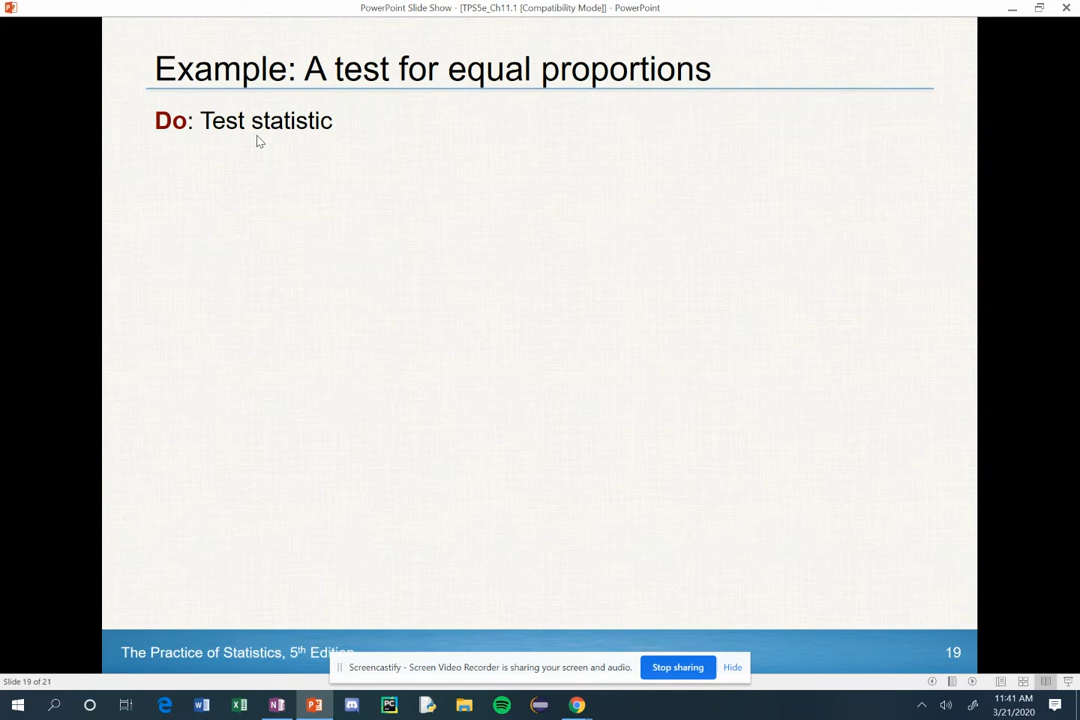 PowerPoint Slide Show - [TPS5e_Ch11.1 [Compatibility Mode]] - PowerPoint
Example: A test for equal proportions
Do: Test statistic
The Practice of Statistics, 5th Edition
19
Screencastify - Screen Video Recorder is sharing your screen and audio.
Stop sharing
Hide
Slide 19 of 21
11:41 AM
3/21/2020